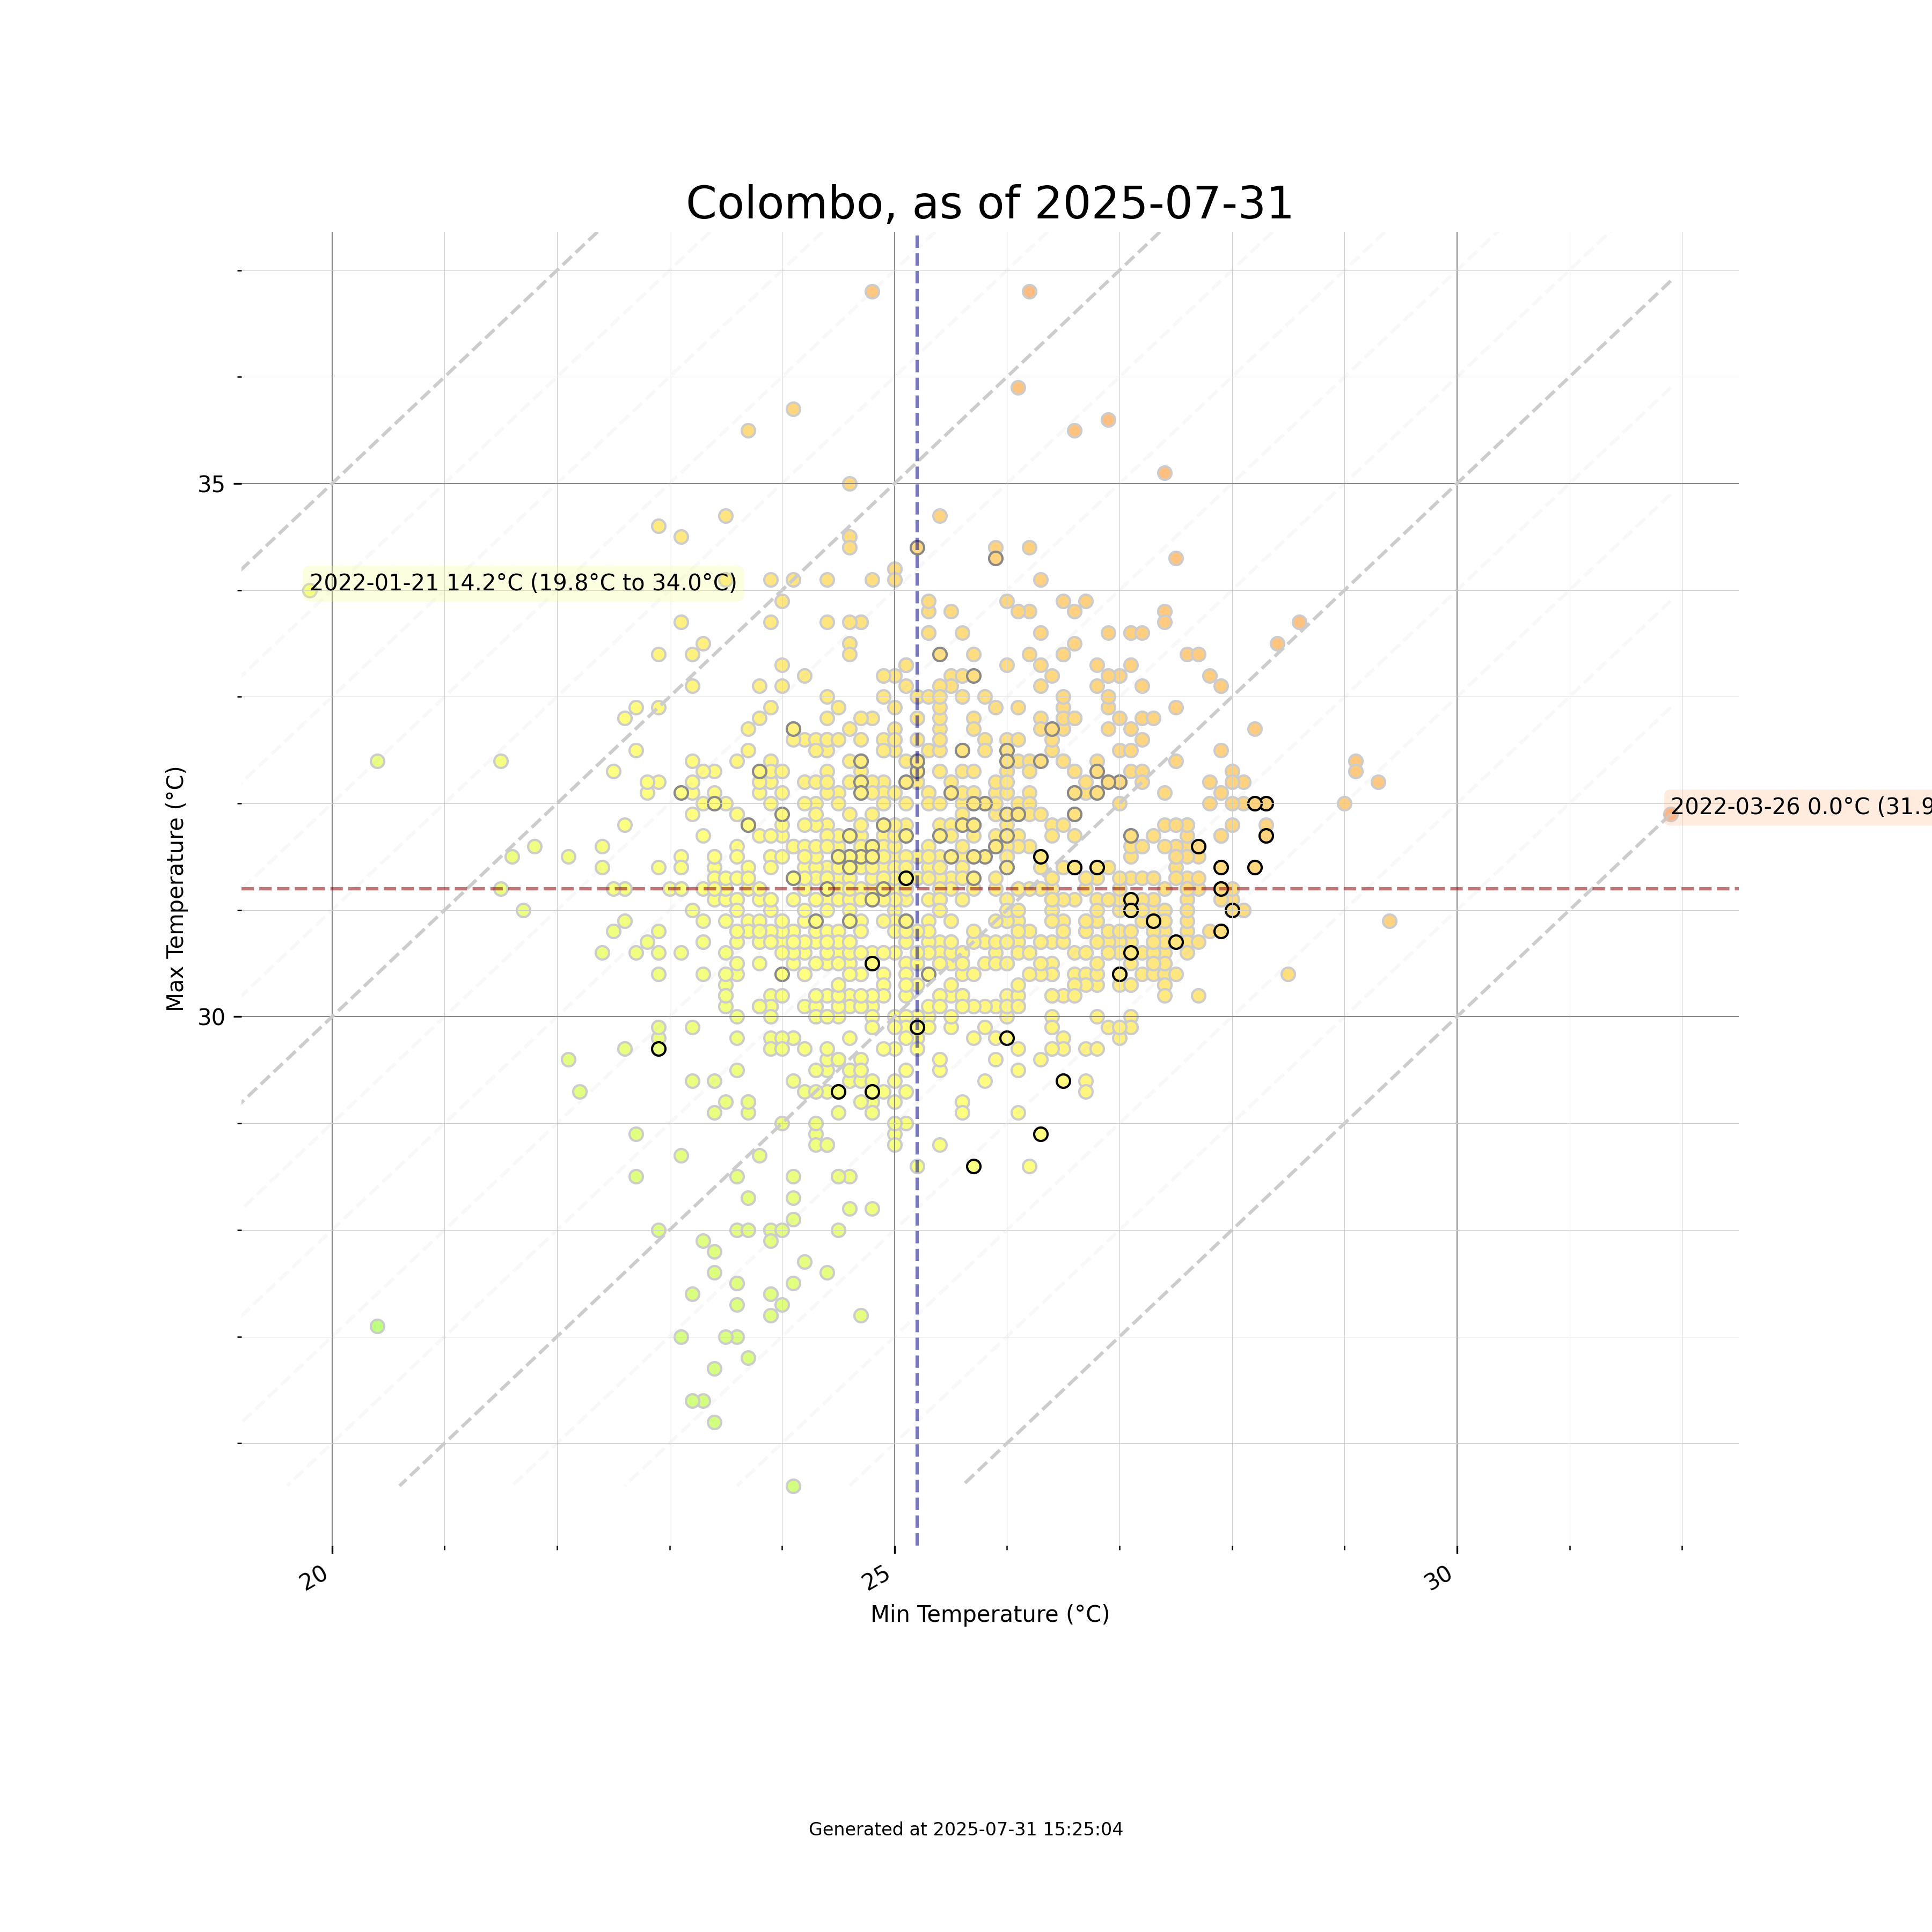 Colombo, as of 2025-07-31
35
2022-01-21 14.2°C (19.8°C to 34.0°C)
2022-03-26 0.0°C (31.9
Max Temperature (°C)
30
20
25
30
Min Temperature (°C)
Generated at 2025-07-31 15:25:04